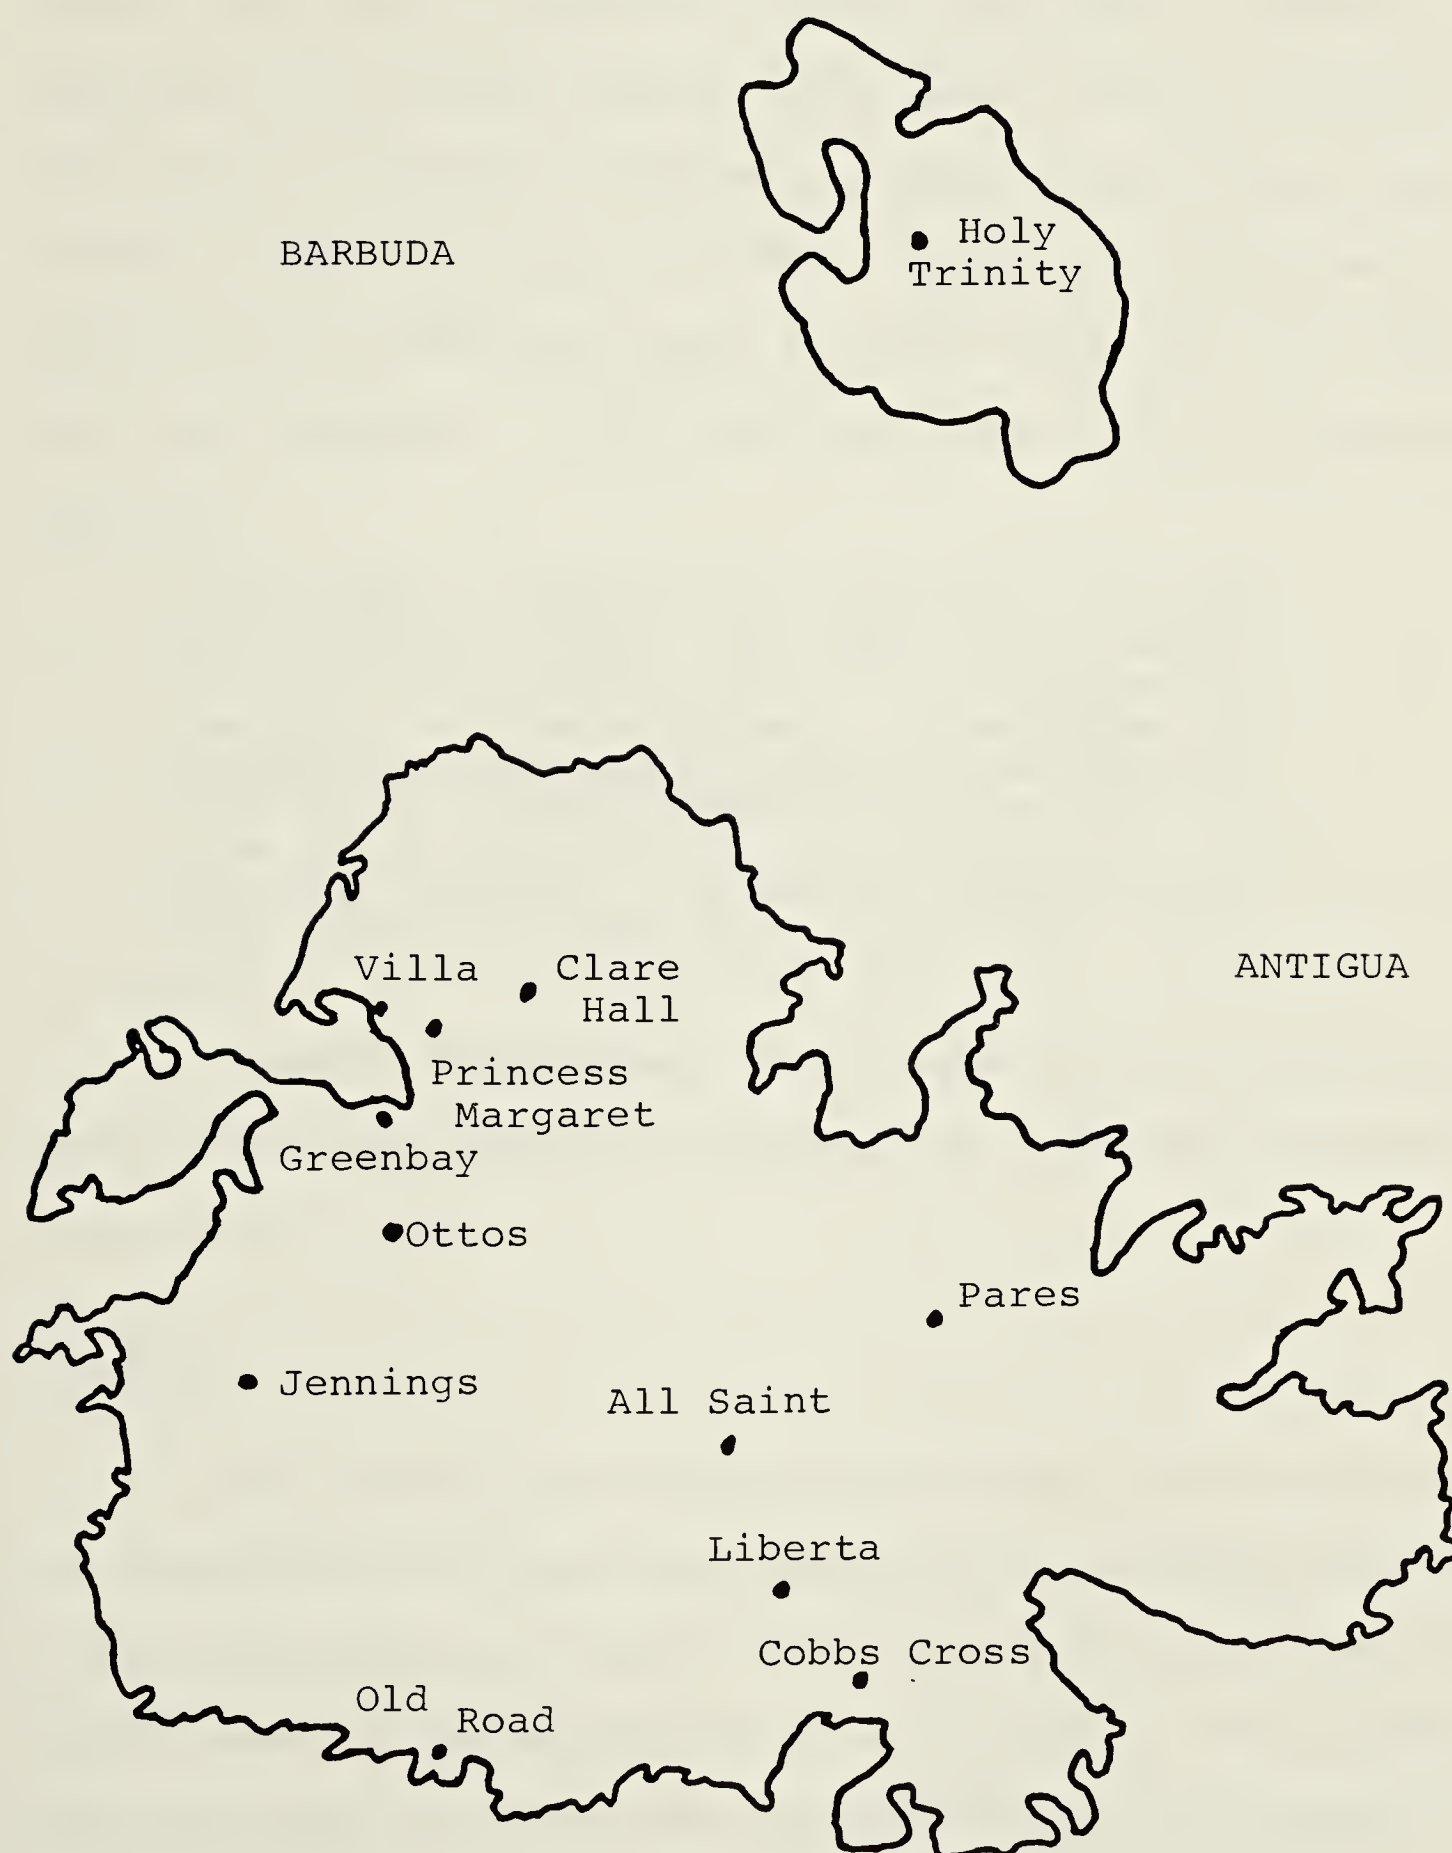 BARBUDA
Holy
Trinity
ANTIGUA
Villa
Clare
Hall
Princess
Margaret
Greenbay
Ottos
Pares
Jennings
All Saint
Liberta
Cobbs Cross
Old
Road